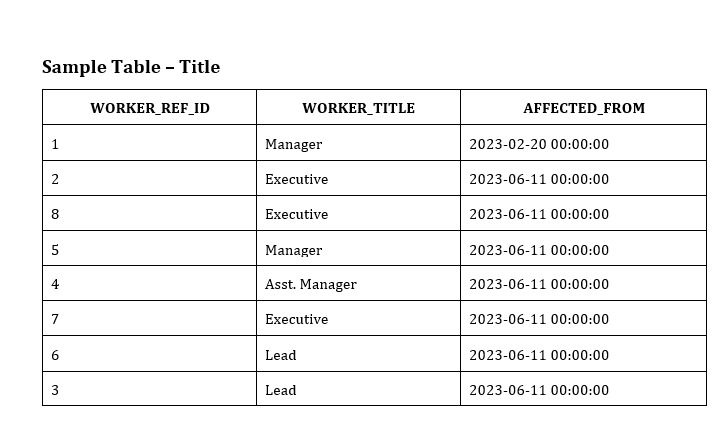 Sample Table – Title
WORKER_REF_ID WORKER_TITLE AFFECTED_FROM
1 Manager 2023-02-20 00:00:00
2 Executive 2023-06-11 00:00:00
8 Executive 2023-06-11 00:00:00
5 Manager 2023-06-11 00:00:00
4 Asst. Manager 2023-06-11 00:00:00
7 Executive 2023-06-11 00:00:00
6 Lead 2023-06-11 00:00:00
3 Lead 2023-06-11 00:00:00